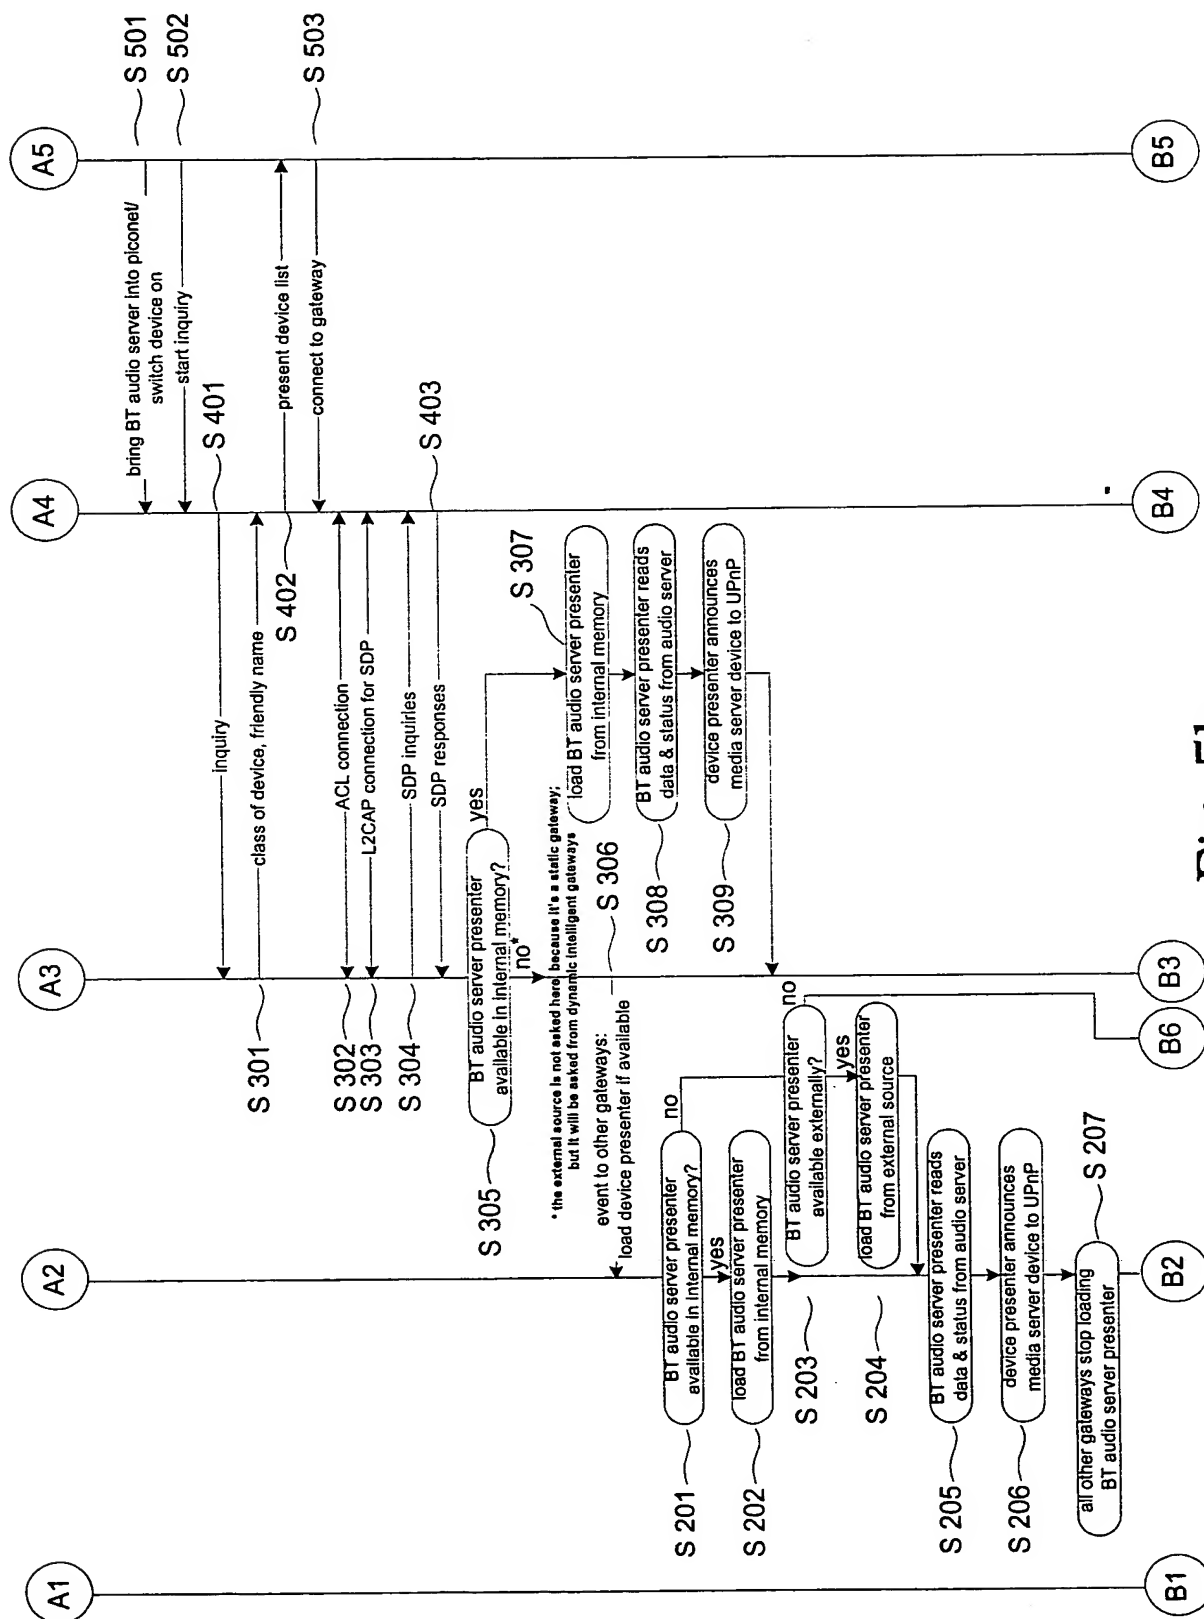 A1
A2
A3
A4
A5
bring BT audio server into piconet/
switch device on
S 501
start inquiry
S 502
inquiry
S 401
S 301
class of device, friendly name
present device list
S 402
connect to gateway
S 503
S 302
ACL connection
S 303
L2CAP connection for SDP
S 304
SDP inquiries
SDP responses
S 403
S 305
BT audio server presenter
available in internal memory?
yes
no*
* the external source is not asked here because it's a static gateway;
but it will be asked from dynamic intelligent gateways
S 307
load BT audio server presenter
from internal memory
event to other gateways:
load device presenter if available
S 306
S 308
BT audio server presenter reads
data & status from audio server
S 309
device presenter announces
media server device to UPnP
S 201
BT audio server presenter
available in internal memory?
no
yes
S 202
load BT audio server presenter
from internal memory
S 203
BT audio server presenter
available externally?
no
yes
S 204
load BT audio server presenter
from external source
S 205
BT audio server presenter reads
data & status from audio server
S 206
device presenter announces
media server device to UPnP
all other gateways stop loading
BT audio server presenter
S 207
B1
B2
B6
B3
B4
B5